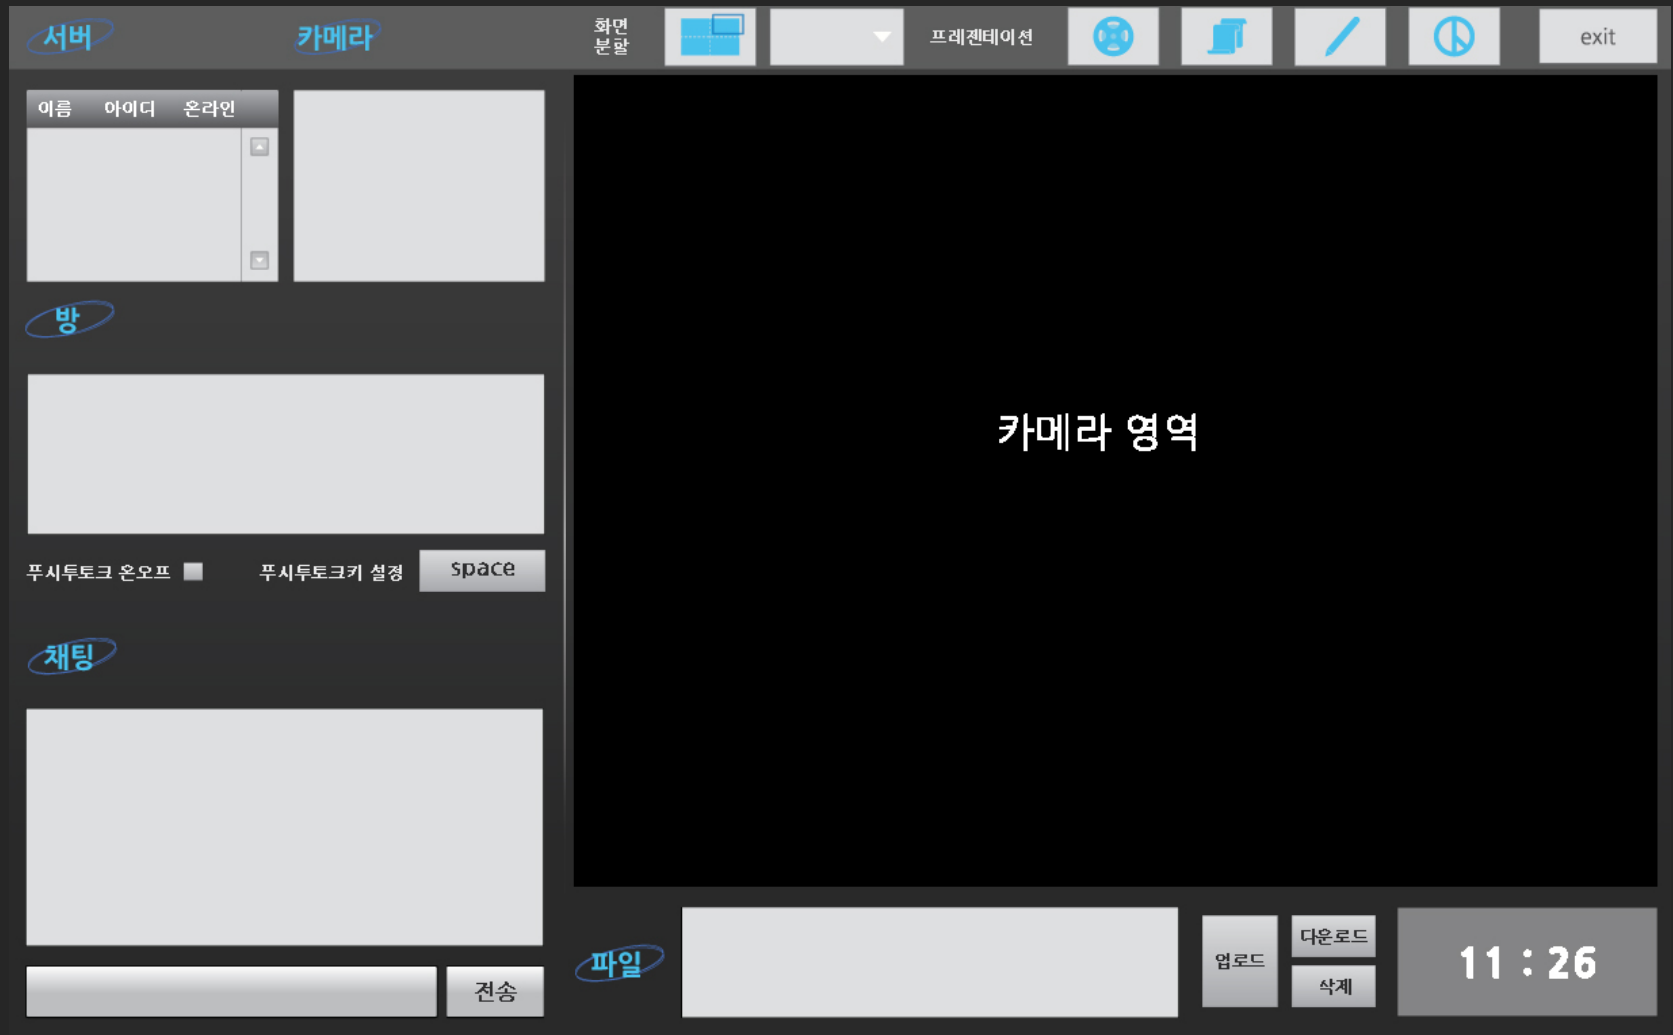 서버
카메라
화면
분할
프레젠테이션
exit
이름 아이디 온라인
방
카메라 영역
푸시투토크 온오프
푸시투토크키 설정
space
채팅
전송
파일
업로드
다운로드
삭제
11 : 26